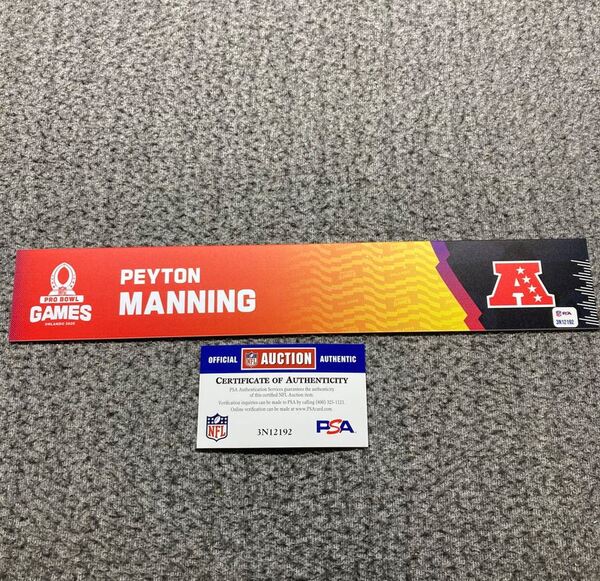 NFL
PRO BOWL
GAMES
ORLANDO 2025
PEYTON
MANNING
A
PSA
3N12192
OFFICIAL NFL AUCTION AUTHENTIC
CERTIFICATE OF AUTHENTICITY
PSA Authentication Services guarantees the authenticity
of this certified NFL Auction item.
Verification inquiries can be made to PSA by calling (800) 325-1121.
Online verification can be made at www.PSAcard.com.
NFL
3N12192
PSA